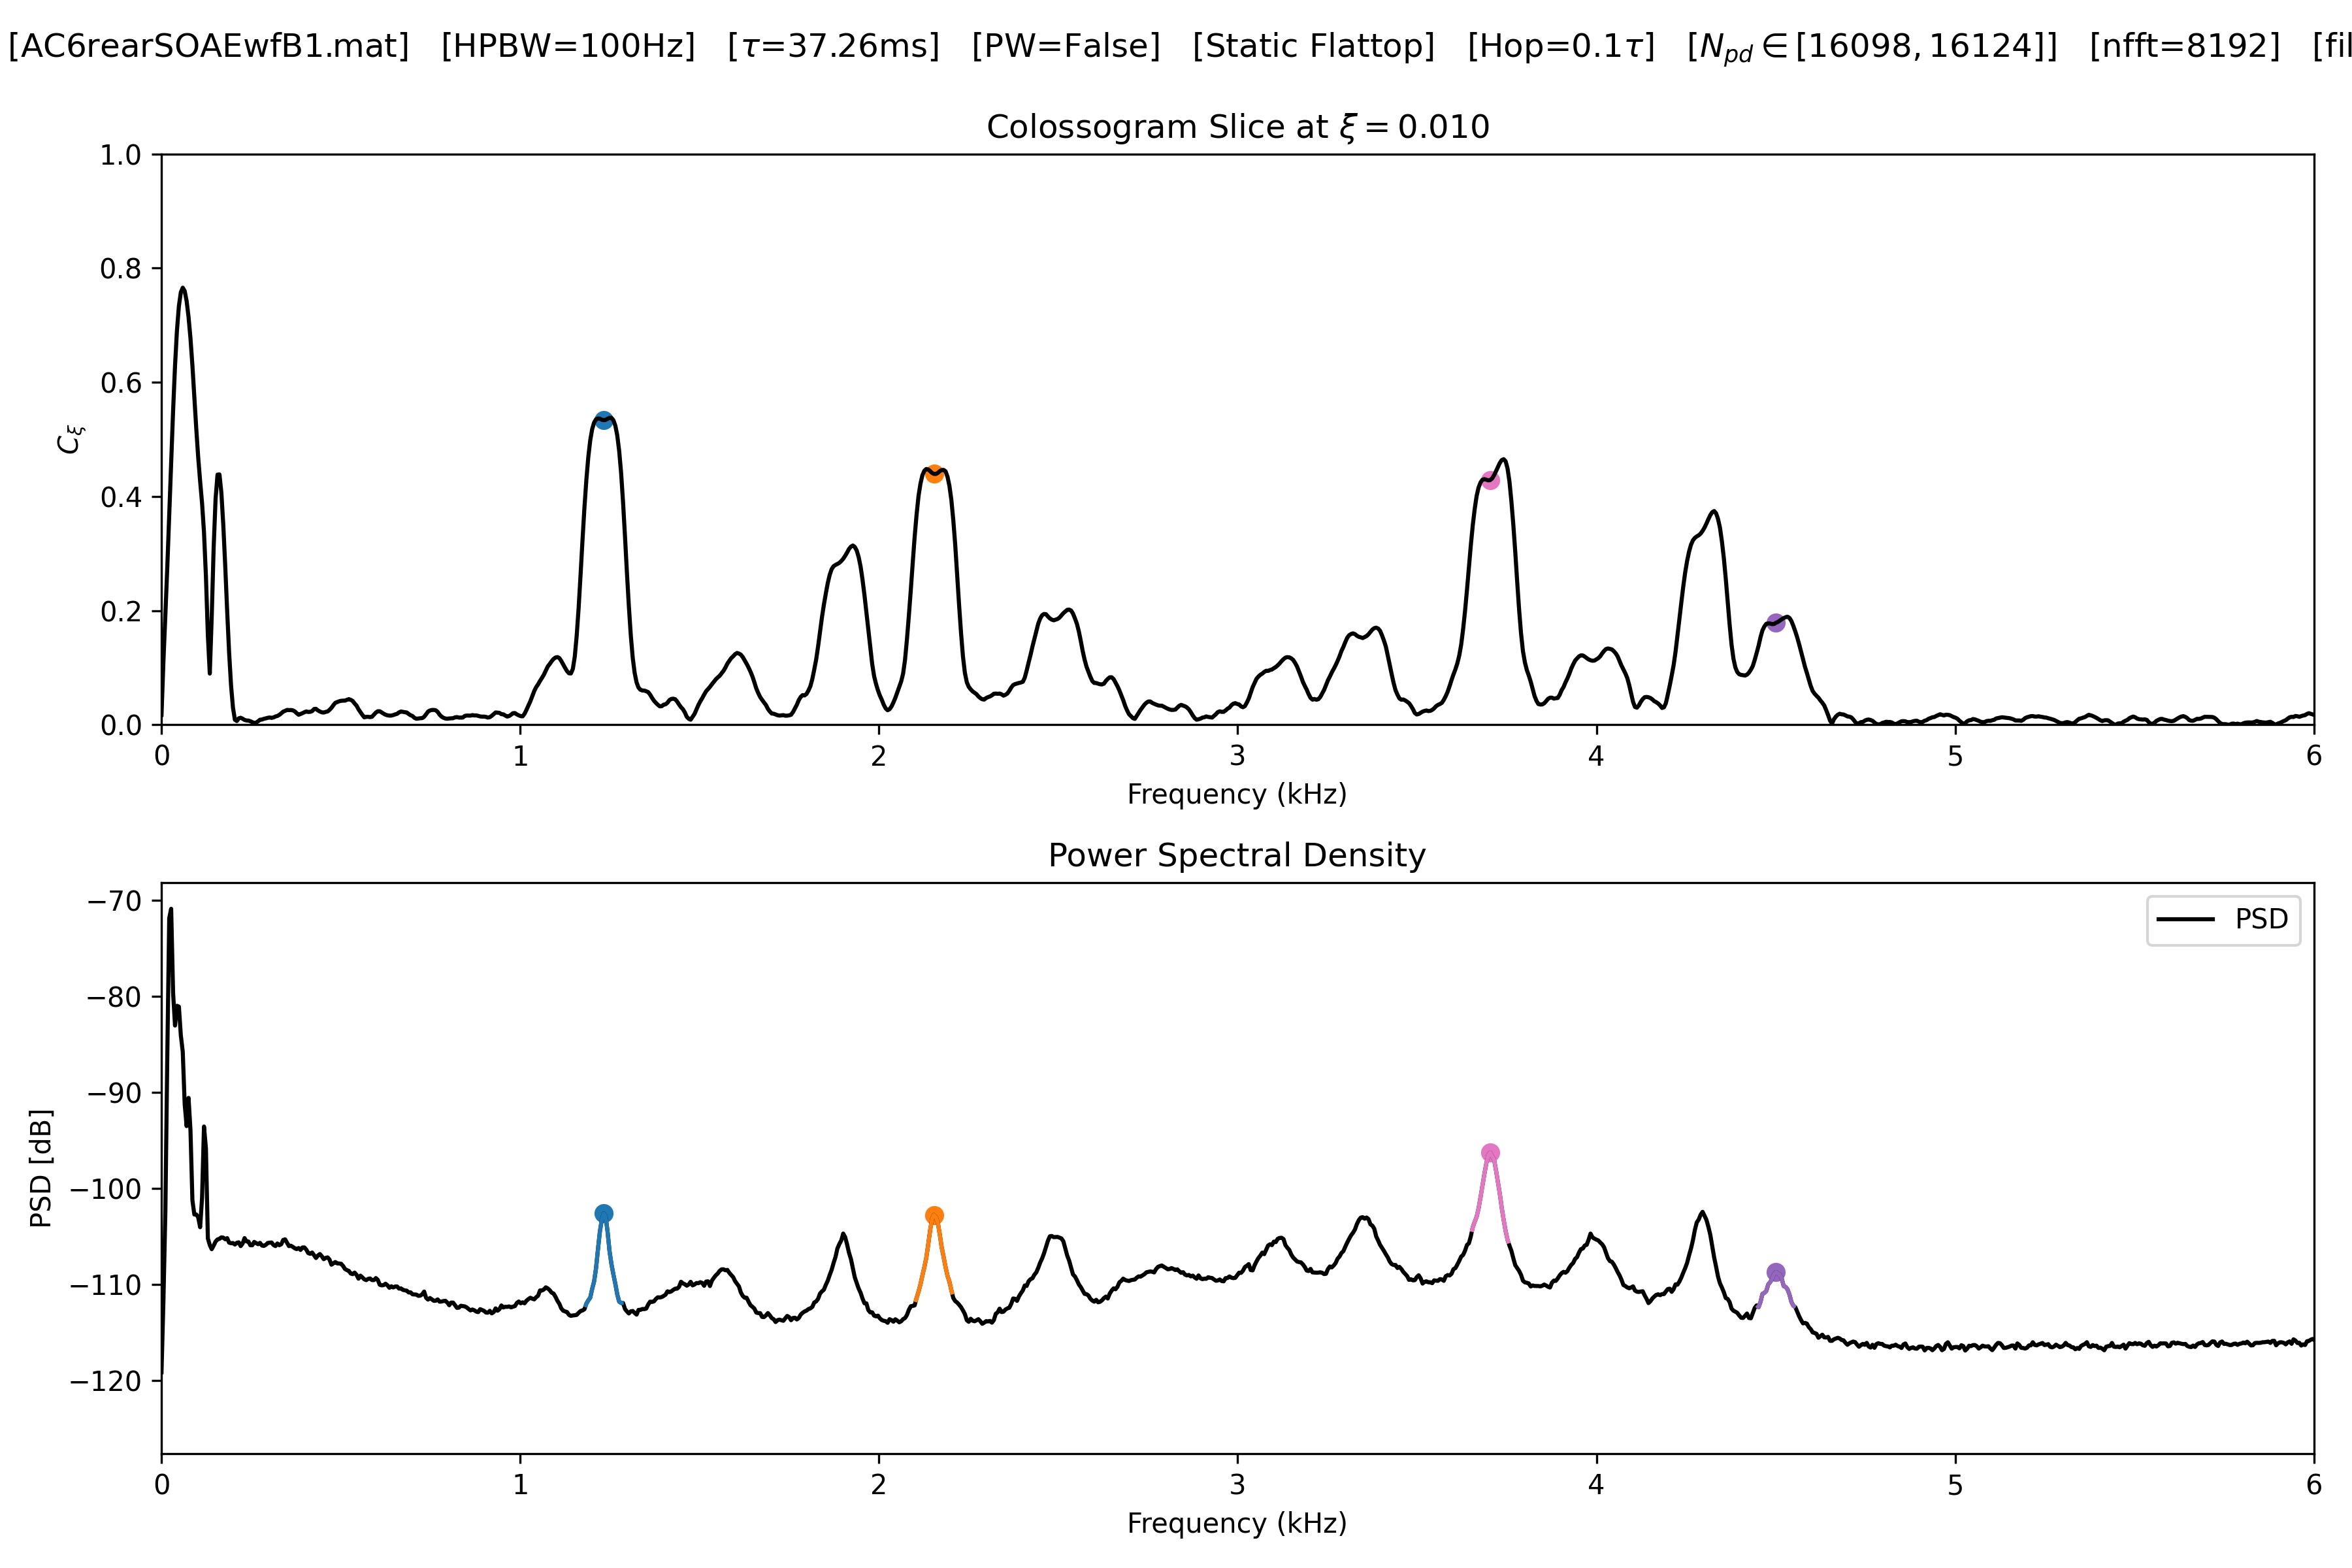 [AC6rearSOAEwfB1.mat] [HPBW=100Hz] [τ=37.26ms] [PW=False] [Static Flattop] [Hop=0.1τ] [N_pd ∈ [16098, 16124]] [nfft=8192] [fil
Colossogram Slice at ξ = 0.010
1.0
0.8
0.6
0.4
0.2
0.0
C_ξ
0 1 2 3 4 5 6
Frequency (kHz)
Power Spectral Density
−70
−80
−90
−100
−110
−120
PSD [dB]
PSD
0 1 2 3 4 5 6
Frequency (kHz)